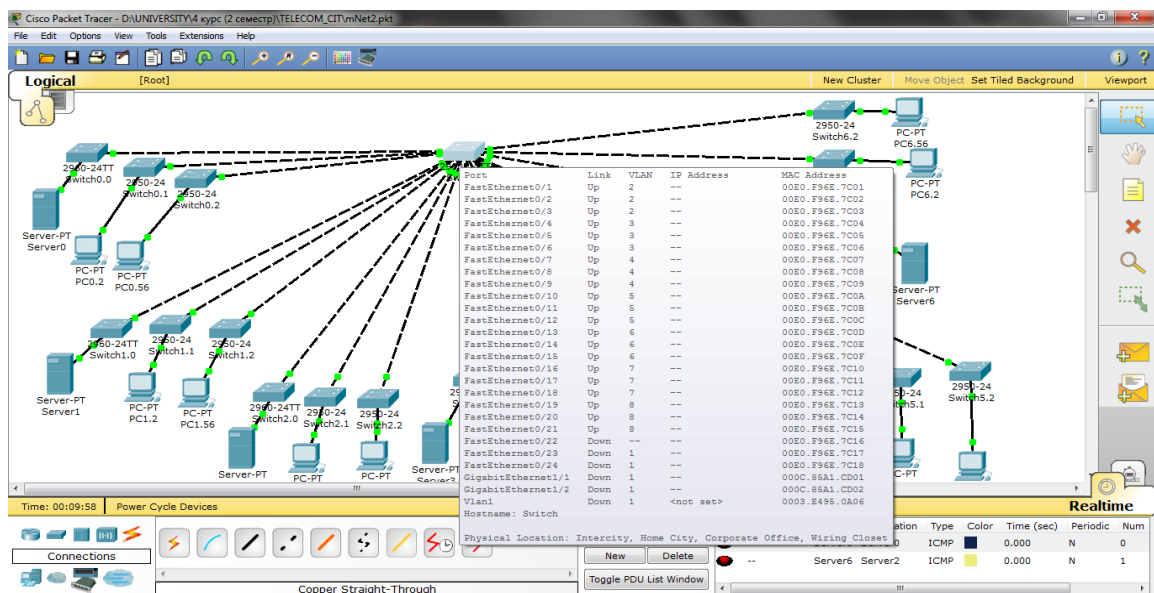 Cisco Packet Tracer - D:\UNIVERSITY\4 курс (2 семестр)\TELECOM_CIT\mNet2.pkt
File Edit Options View Tools Extensions Help
Logical [Root] New Cluster Move Object Set Tiled Background Viewport
2950-24
Switch6.2
PC-PT
PC6.56
PC-PT
PC6.2
Server-PT
Server6
2960-24TT
Switch0.0
2950-24
Switch0.1
2950-24
Switch0.2
Server-PT
Server0
PC-PT
PC0.2
PC-PT
PC0.56
2960-24TT
Switch1.0
2950-24
Switch1.1
2950-24
Switch1.2
Server-PT
Server1
PC-PT
PC1.2
PC-PT
PC1.56
2960-24TT
Switch2.0
2950-24
Switch2.1
2950-24
Switch2.2
Server-PT
PC-PT
PC-PT
Server-PT
2950-24
Switch5.2
PC-PT
Port Link VLAN IP Address MAC Address
FastEthernet0/1 Up 2 -- 00E0.F96E.7C01
FastEthernet0/2 Up 2 -- 00E0.F96E.7C02
FastEthernet0/3 Up 2 -- 00E0.F96E.7C03
FastEthernet0/4 Up 3 -- 00E0.F96E.7C04
FastEthernet0/5 Up 3 -- 00E0.F96E.7C05
FastEthernet0/6 Up 3 -- 00E0.F96E.7C06
FastEthernet0/7 Up 4 -- 00E0.F96E.7C07
FastEthernet0/8 Up 4 -- 00E0.F96E.7C08
FastEthernet0/9 Up 4 -- 00E0.F96E.7C09
FastEthernet0/10 Up 5 -- 00E0.F96E.7C0A
FastEthernet0/11 Up 5 -- 00E0.F96E.7C0B
FastEthernet0/12 Up 5 -- 00E0.F96E.7C0C
FastEthernet0/13 Up 6 -- 00E0.F96E.7C0D
FastEthernet0/14 Up 6 -- 00E0.F96E.7C0E
FastEthernet0/15 Up 6 -- 00E0.F96E.7C0F
FastEthernet0/16 Up 7 -- 00E0.F96E.7C10
FastEthernet0/17 Up 7 -- 00E0.F96E.7C11
FastEthernet0/18 Up 7 -- 00E0.F96E.7C12
FastEthernet0/19 Up 8 -- 00E0.F96E.7C13
FastEthernet0/20 Up 8 -- 00E0.F96E.7C14
FastEthernet0/21 Up 8 -- 00E0.F96E.7C15
FastEthernet0/22 Down -- -- 00E0.F96E.7C16
FastEthernet0/23 Down 1 -- 00E0.F96E.7C17
FastEthernet0/24 Down 1 -- 00E0.F96E.7C18
GigabitEthernet1/1 Down 1 -- 000C.85A1.CD01
GigabitEthernet1/2 Down 1 -- 000C.85A1.CD02
Vlan1 Down 1 <not set> 0003.E495.0A06
Hostname: Switch
Physical Location: Intercity, Home City, Corporate Office, Wiring Closet
Time: 00:09:58 Power Cycle Devices Realtime
Connections
Copper Straight-Through
New Delete
Toggle PDU List Window
Type Color Time (sec) Periodic Num
ICMP 0.000 N 0
-- Server6 Server2 ICMP 0.000 N 1